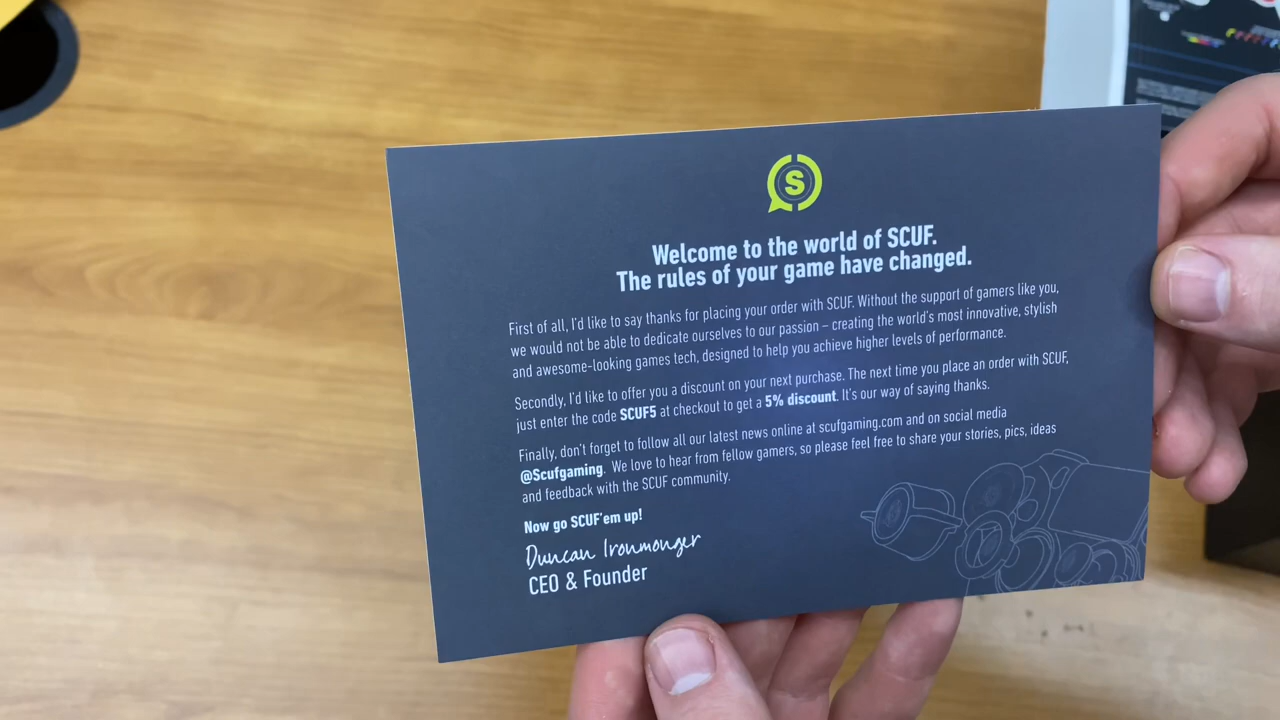 S
Welcome to the world of SCUF.
The rules of your game have changed.
First of all, I'd like to say thanks for placing your order with SCUF. Without the support of gamers like you,
we would not be able to dedicate ourselves to our passion – creating the world's most innovative, stylish
and awesome-looking games tech, designed to help you achieve higher levels of performance.
Secondly, I'd like to offer you a discount on your next purchase. The next time you place an order with SCUF,
just enter the code SCUF5 at checkout to get a 5% discount. It's our way of saying thanks.
Finally, don't forget to follow all our latest news online at scufgaming.com and on social media
@Scufgaming. We love to hear from fellow gamers, so please feel free to share your stories, pics, ideas
and feedback with the SCUF community.
Now go SCUF'em up!
Duncan Ironmonger
CEO & Founder